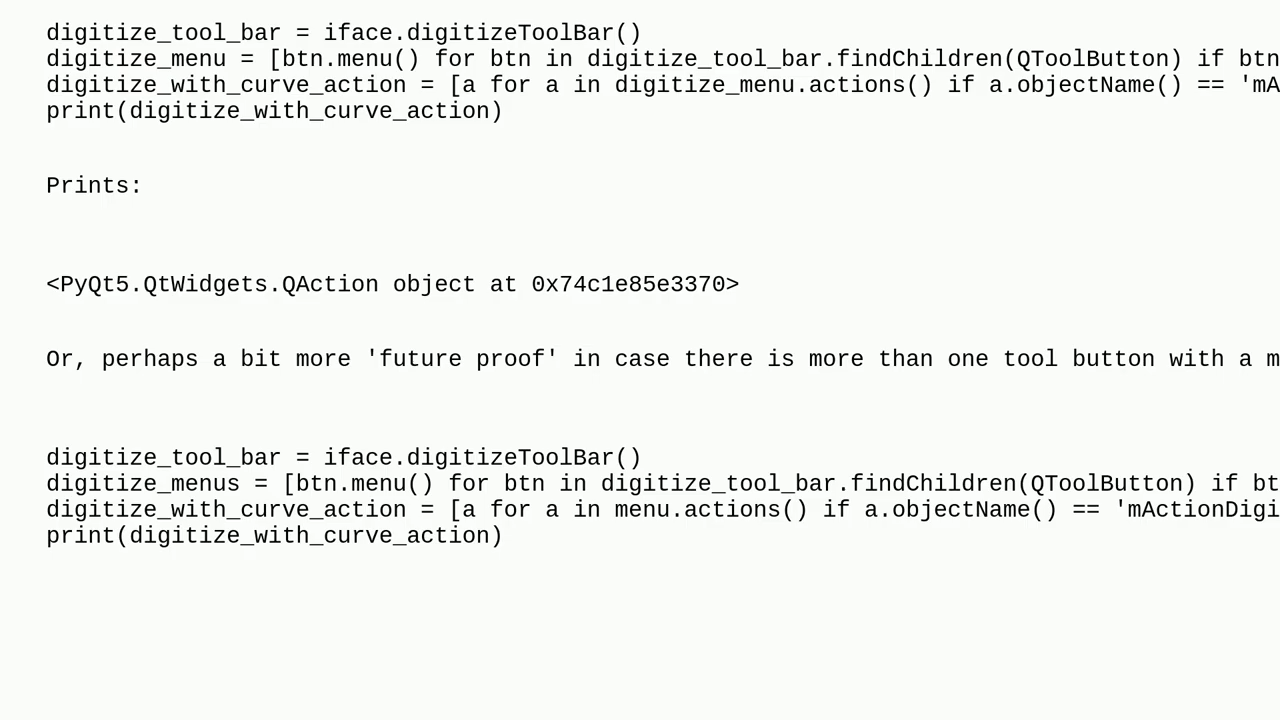 digitize_tool_bar = iface.digitizeToolBar()
digitize_menu = [btn.menu() for btn in digitize_tool_bar.findChildren(QToolButton) if btn
digitize_with_curve_action = [a for a in digitize_menu.actions() if a.objectName() == 'mA
print(digitize_with_curve_action)
Prints:
<PyQt5.QtWidgets.QAction object at 0x74c1e85e3370>
Or, perhaps a bit more 'future proof' in case there is more than one tool button with a m
digitize_tool_bar = iface.digitizeToolBar()
digitize_menus = [btn.menu() for btn in digitize_tool_bar.findChildren(QToolButton) if bt
digitize_with_curve_action = [a for a in menu.actions() if a.objectName() == 'mActionDigi
print(digitize_with_curve_action)